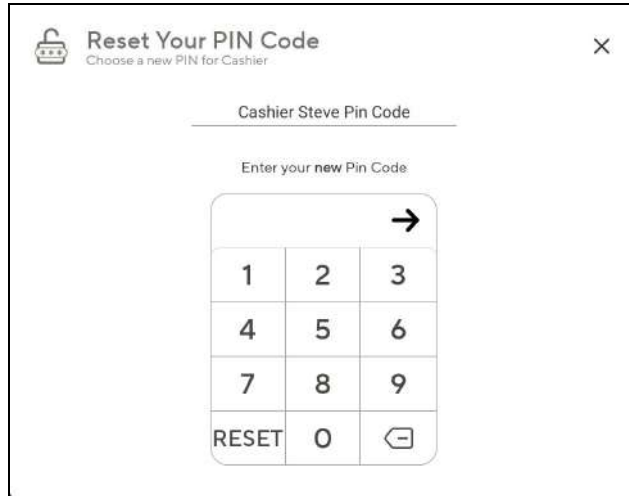 Reset Your PIN Code
Choose a new PIN for Cashier
Cashier Steve Pin Code
Enter your new Pin Code
1 2 3
4 5 6
7 8 9
RESET 0